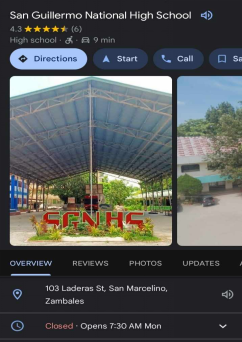 San Guillermo National High School
4.3 (6)
High school · 9 min
Directions Start Call Sa
SGNHS
OVERVIEW REVIEWS PHOTOS UPDATES
103 Laderas St, San Marcelino,
Zambales
Closed · Opens 7:30 AM Mon